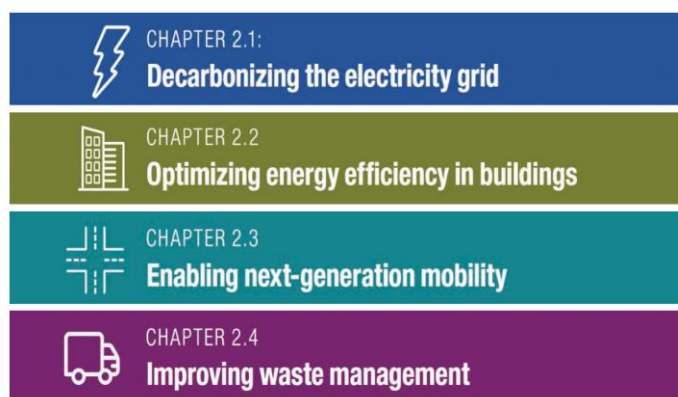 CHAPTER 2.1:
Decarbonizing the electricity grid
CHAPTER 2.2
Optimizing energy efficiency in buildings
CHAPTER 2.3
Enabling next-generation mobility
CHAPTER 2.4
Improving waste management